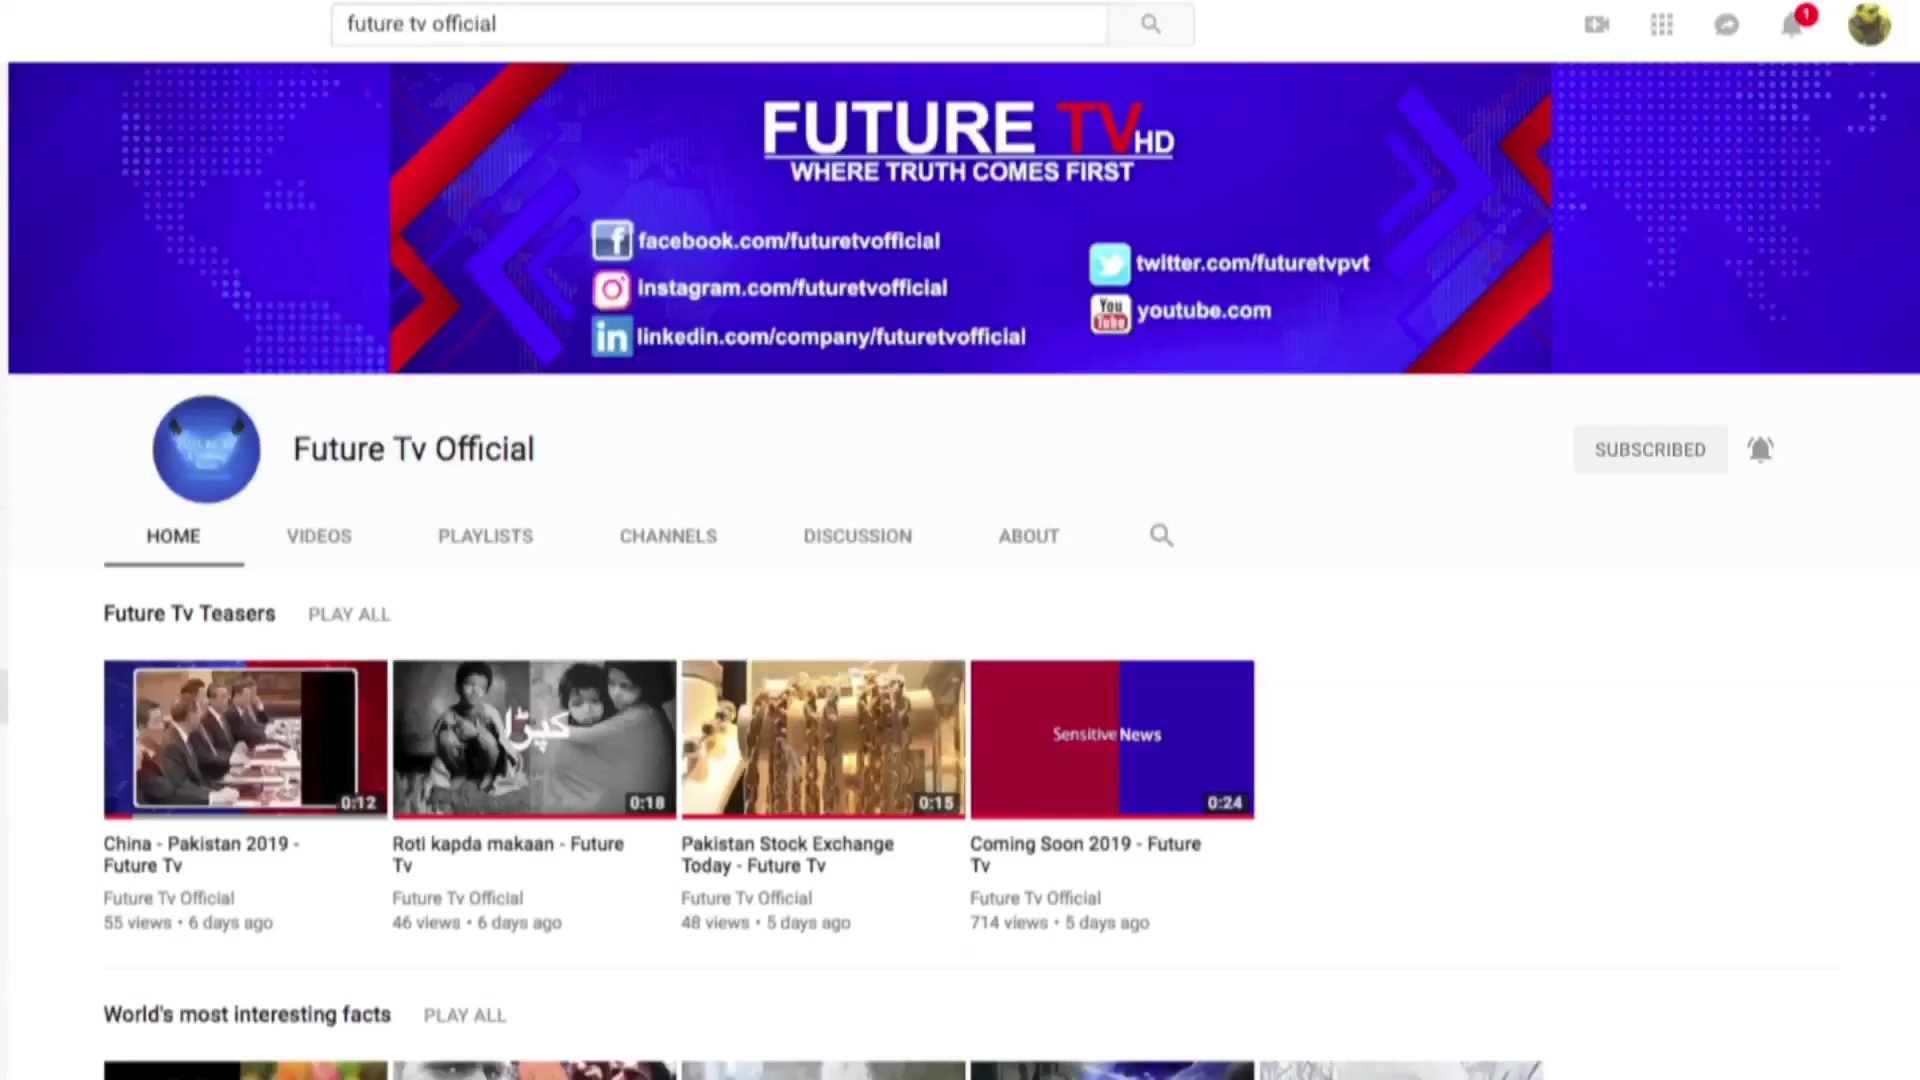 future tv official
1
FUTURE TV HD
WHERE TRUTH COMES FIRST
facebook.com/futuretvofficial
instagram.com/futuretvofficial
linkedin.com/company/futuretvofficial
twitter.com/futuretvpvt
You
Tube
youtube.com
Future Tv Official
SUBSCRIBED
HOME VIDEOS PLAYLISTS CHANNELS DISCUSSION ABOUT
Future Tv Teasers PLAY ALL
کپڑا
Sensitive News
0:12 0:18 0:15 0:24
China - Pakistan 2019 -
Future Tv
Future Tv Official
55 views • 6 days ago
Roti kapda makaan - Future
Tv
Future Tv Official
46 views • 6 days ago
Pakistan Stock Exchange
Today - Future Tv
Future Tv Official
48 views • 5 days ago
Coming Soon 2019 - Future
Tv
Future Tv Official
714 views • 5 days ago
World's most interesting facts PLAY ALL